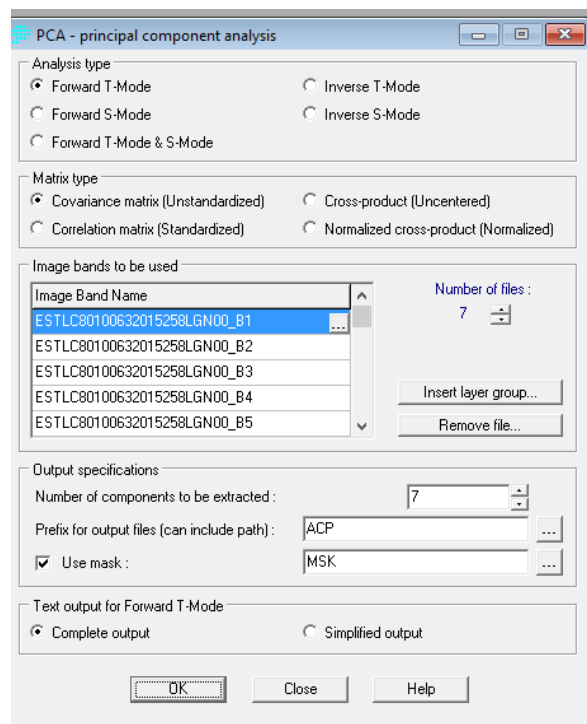 PCA - principal component analysis
Analysis type
Forward T-Mode Inverse T-Mode
Forward S-Mode Inverse S-Mode
Forward T-Mode & S-Mode
Matrix type
Covariance matrix (Unstandardized) Cross-product (Uncentered)
Correlation matrix (Standardized) Normalized cross-product (Normalized)
Image bands to be used
Image Band Name Number of files :
ESTLC80100632015258LGN00_B1 ... 7
ESTLC80100632015258LGN00_B2
ESTLC80100632015258LGN00_B3
ESTLC80100632015258LGN00_B4 Insert layer group...
ESTLC80100632015258LGN00_B5 Remove file...
Output specifications
Number of components to be extracted : 7
Prefix for output files (can include path) : ACP ...
Use mask : MSK ...
Text output for Forward T-Mode
Complete output Simplified output
OK Close Help